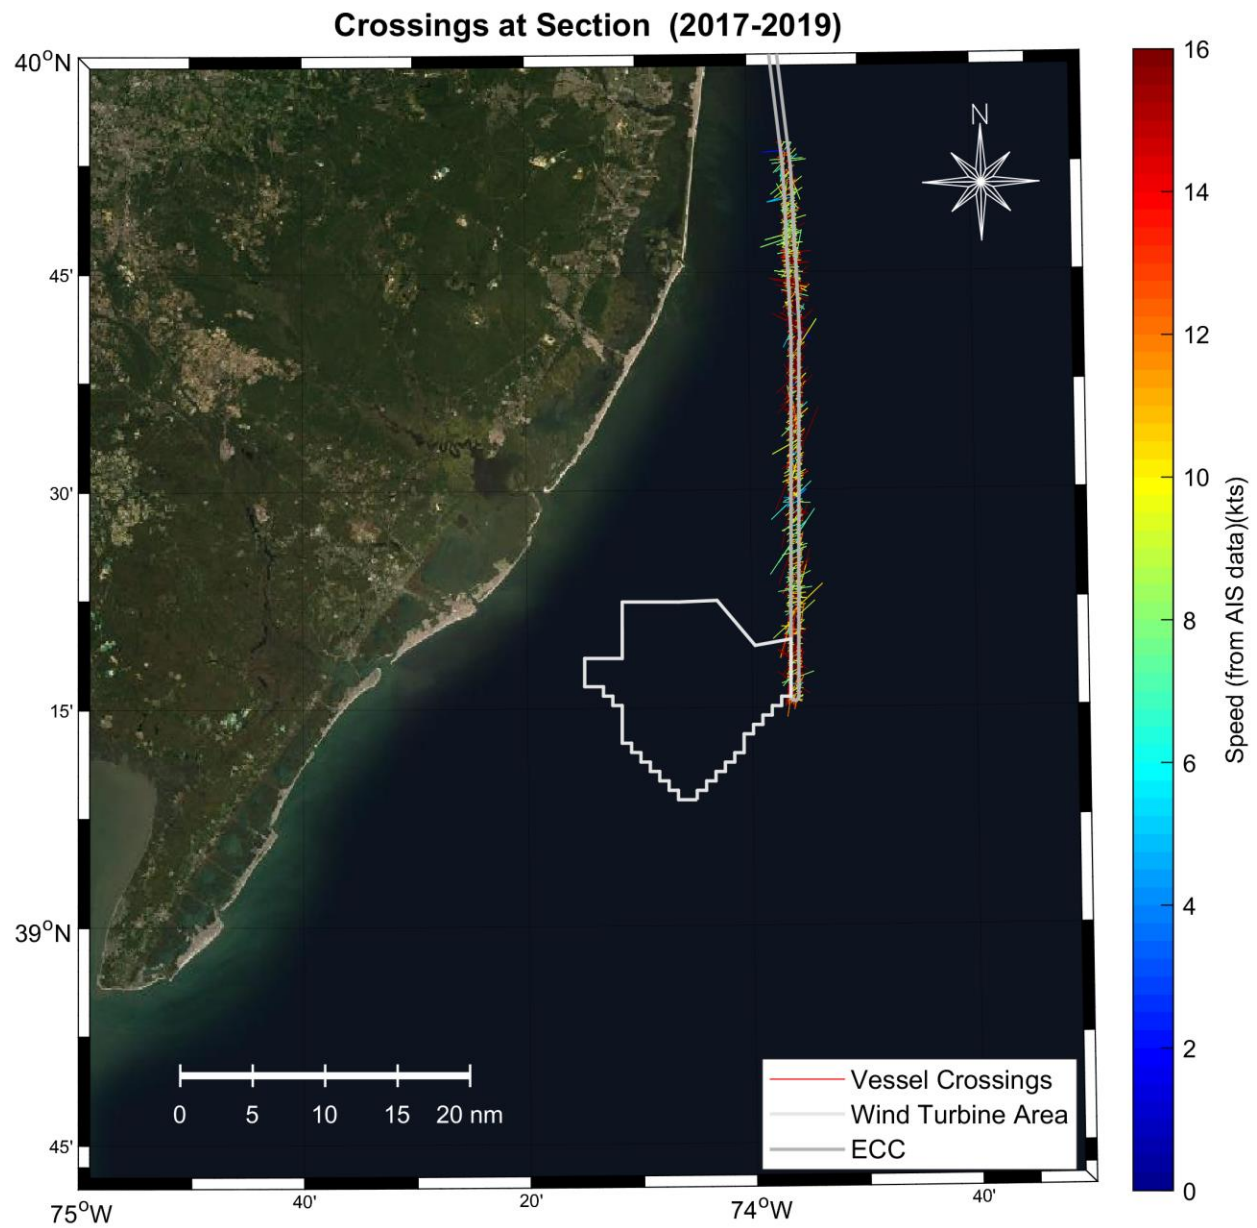 Crossings at Section (2017-2019)
40°N
45'
30'
15'
39°N
45'
75°W
40'
20'
74°W
40'
N
0 5 10 15 20 nm
Vessel Crossings
Wind Turbine Area
ECC
16
14
12
10
8
6
4
2
0
Speed (from AIS data)(kts)